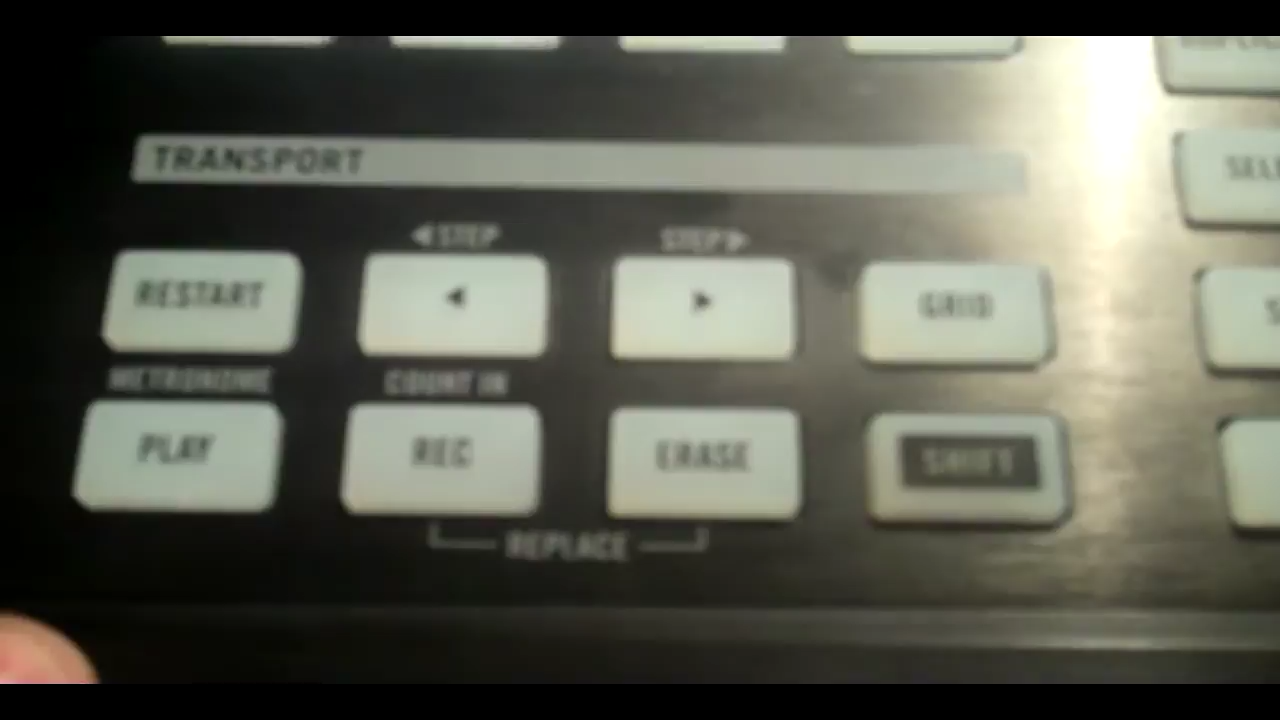 TRANSPORT
◀STEP STEP▶
RESTART ◀ ▶ GRID
METRONOME COUNT IN
PLAY REC ERASE SHIFT
REPLACE